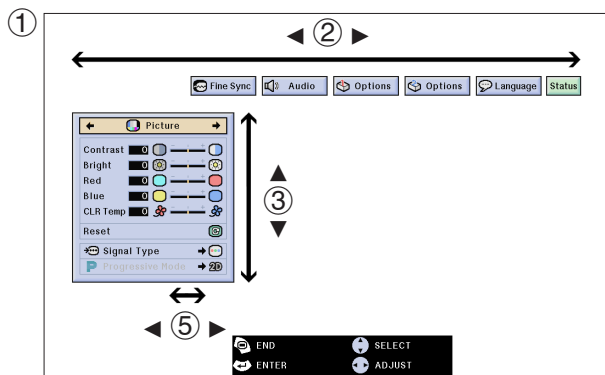 ①
◄ ② ►
Fine Sync Audio Options Options Language Status
Picture
Contrast 0
Bright 0
Red 0
Blue 0
CLR Temp 0
Reset
Signal Type
P Progressive Mode 2D
▲
③
▼
◄ ⑤ ►
END SELECT
ENTER ADJUST